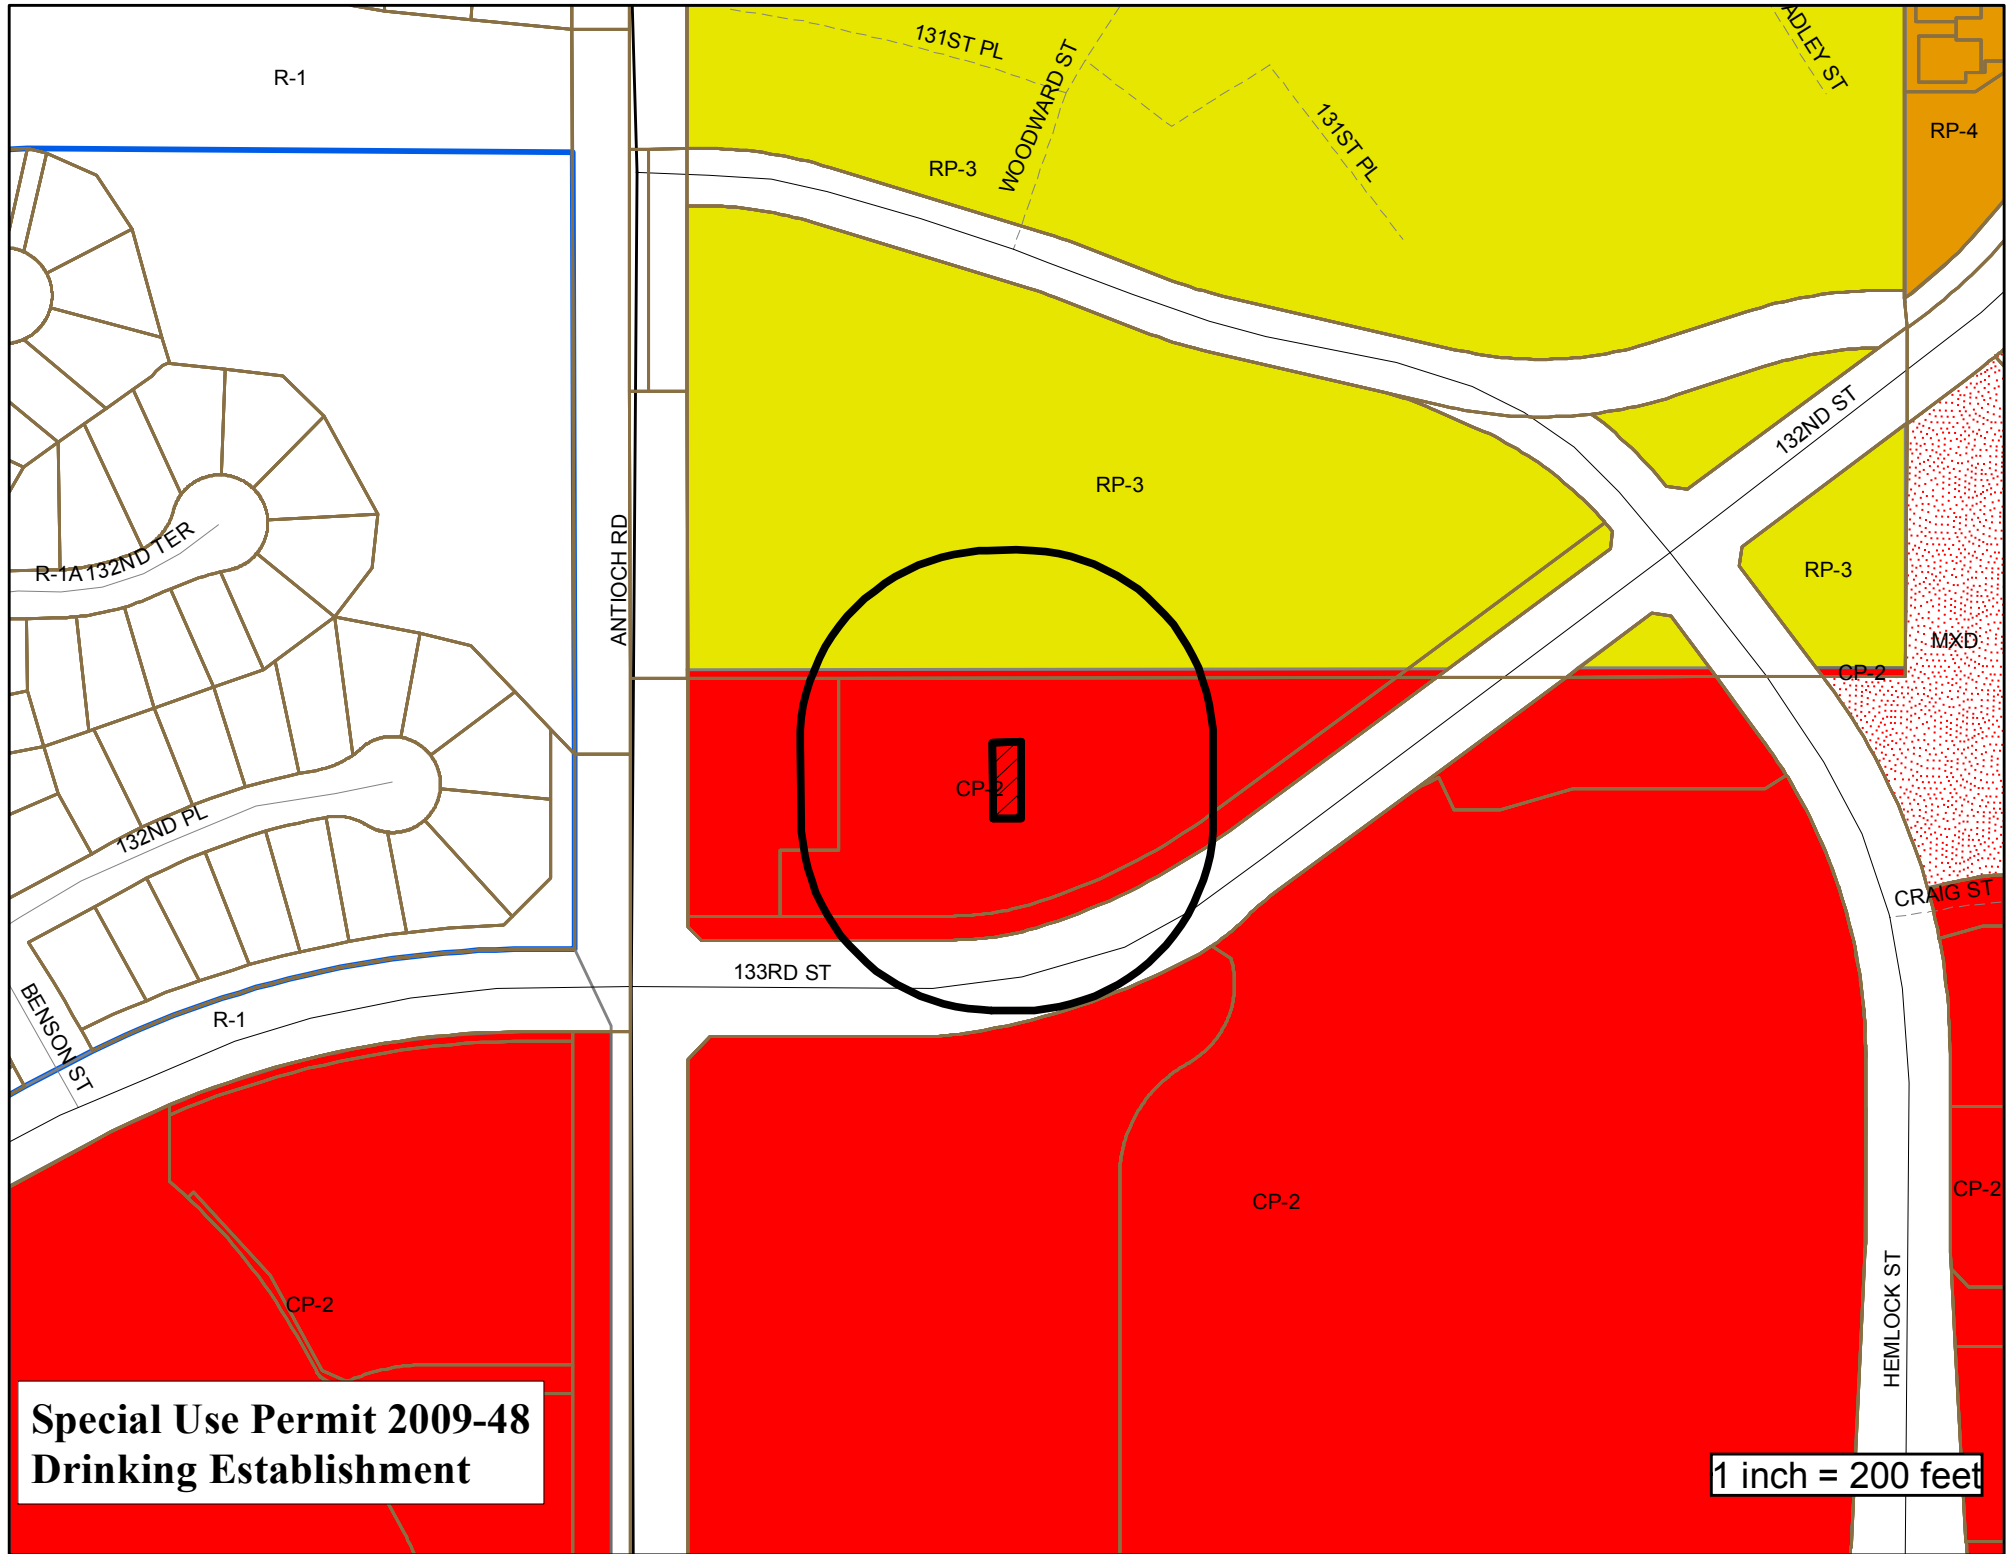 131ST PL
WOODWARD ST
ADLEY ST
R-1
RP-4
131ST PL
RP-3
132ND ST
RP-3
ANTIOCH RD
R-1A
132ND TER
RP-3
MXD
CP-2
CP-2
132ND PL
CRAIG ST
133RD ST
BENSON ST
R-1
CP-2
CP-2
HEMLOCK ST
CP-2
Special Use Permit 2009-48
Drinking Establishment
1 inch = 200 feet